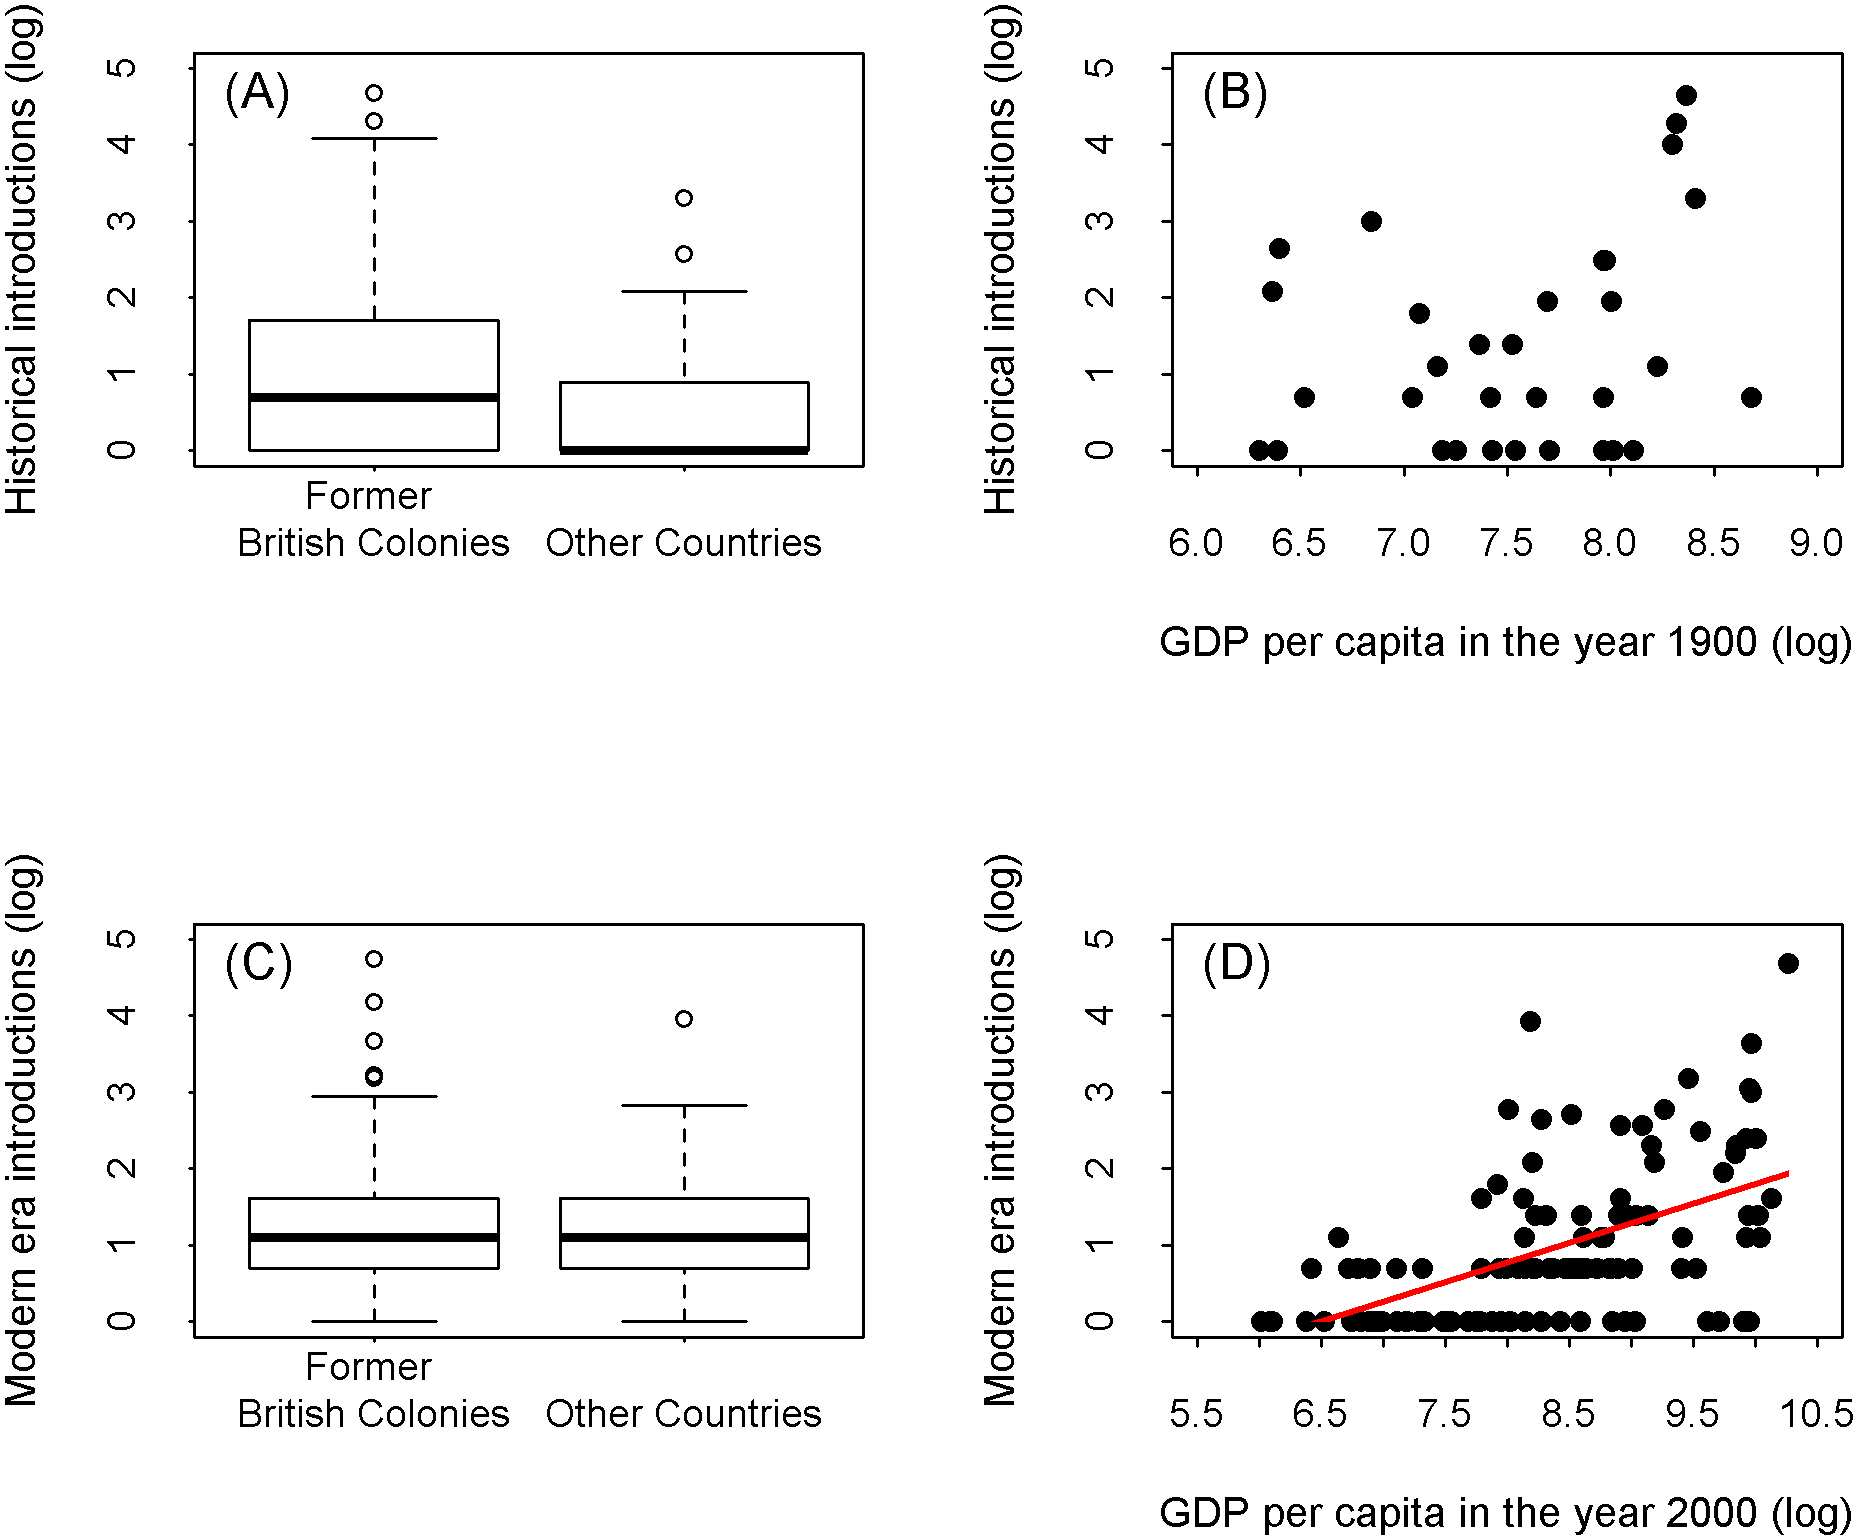 Historical introductions (log)
5
4
3
2
1
0
(A)
Former
British Colonies Other Countries
Historical introductions (log)
5
4
3
2
1
0
(B)
6.0 6.5 7.0 7.5 8.0 8.5 9.0
GDP per capita in the year 1900 (log)
Modern era introductions (log)
5
4
3
2
1
0
(C)
Former
British Colonies Other Countries
Modern era introductions (log)
5
4
3
2
1
0
(D)
5.5 6.5 7.5 8.5 9.5 10.5
GDP per capita in the year 2000 (log)